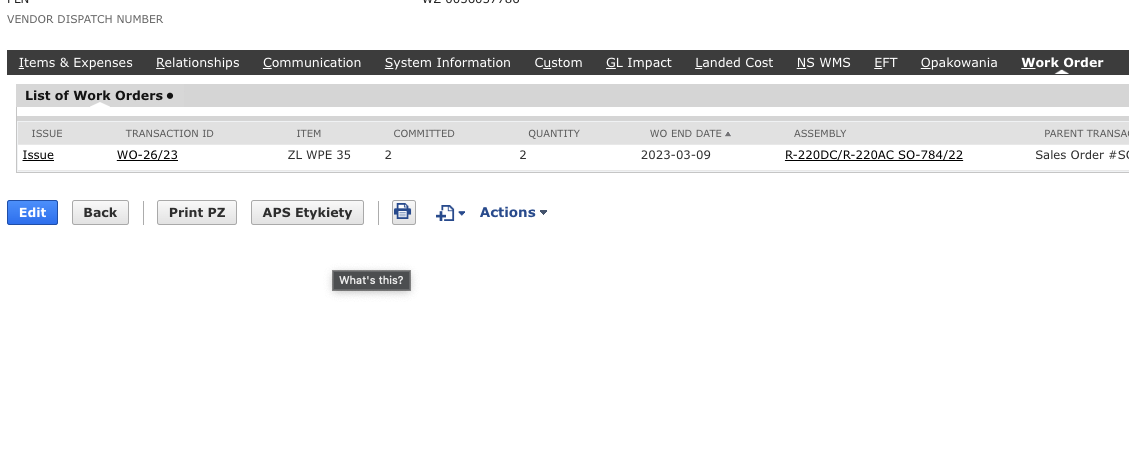 VENDOR DISPATCH NUMBER
Items & Expenses Relationships Communication System Information Custom GL Impact Landed Cost NS WMS EFT Opakowania Work Order
List of Work Orders •
ISSUE TRANSACTION ID ITEM COMMITTED QUANTITY WO END DATE ▲ ASSEMBLY PARENT
Issue WO-26/23 ZL WPE 35 2 2 2023-03-09 R-220DC/R-220AC SO-784/22 Sales Order
Edit Back Print PZ APS Etykiety Actions
What's this?